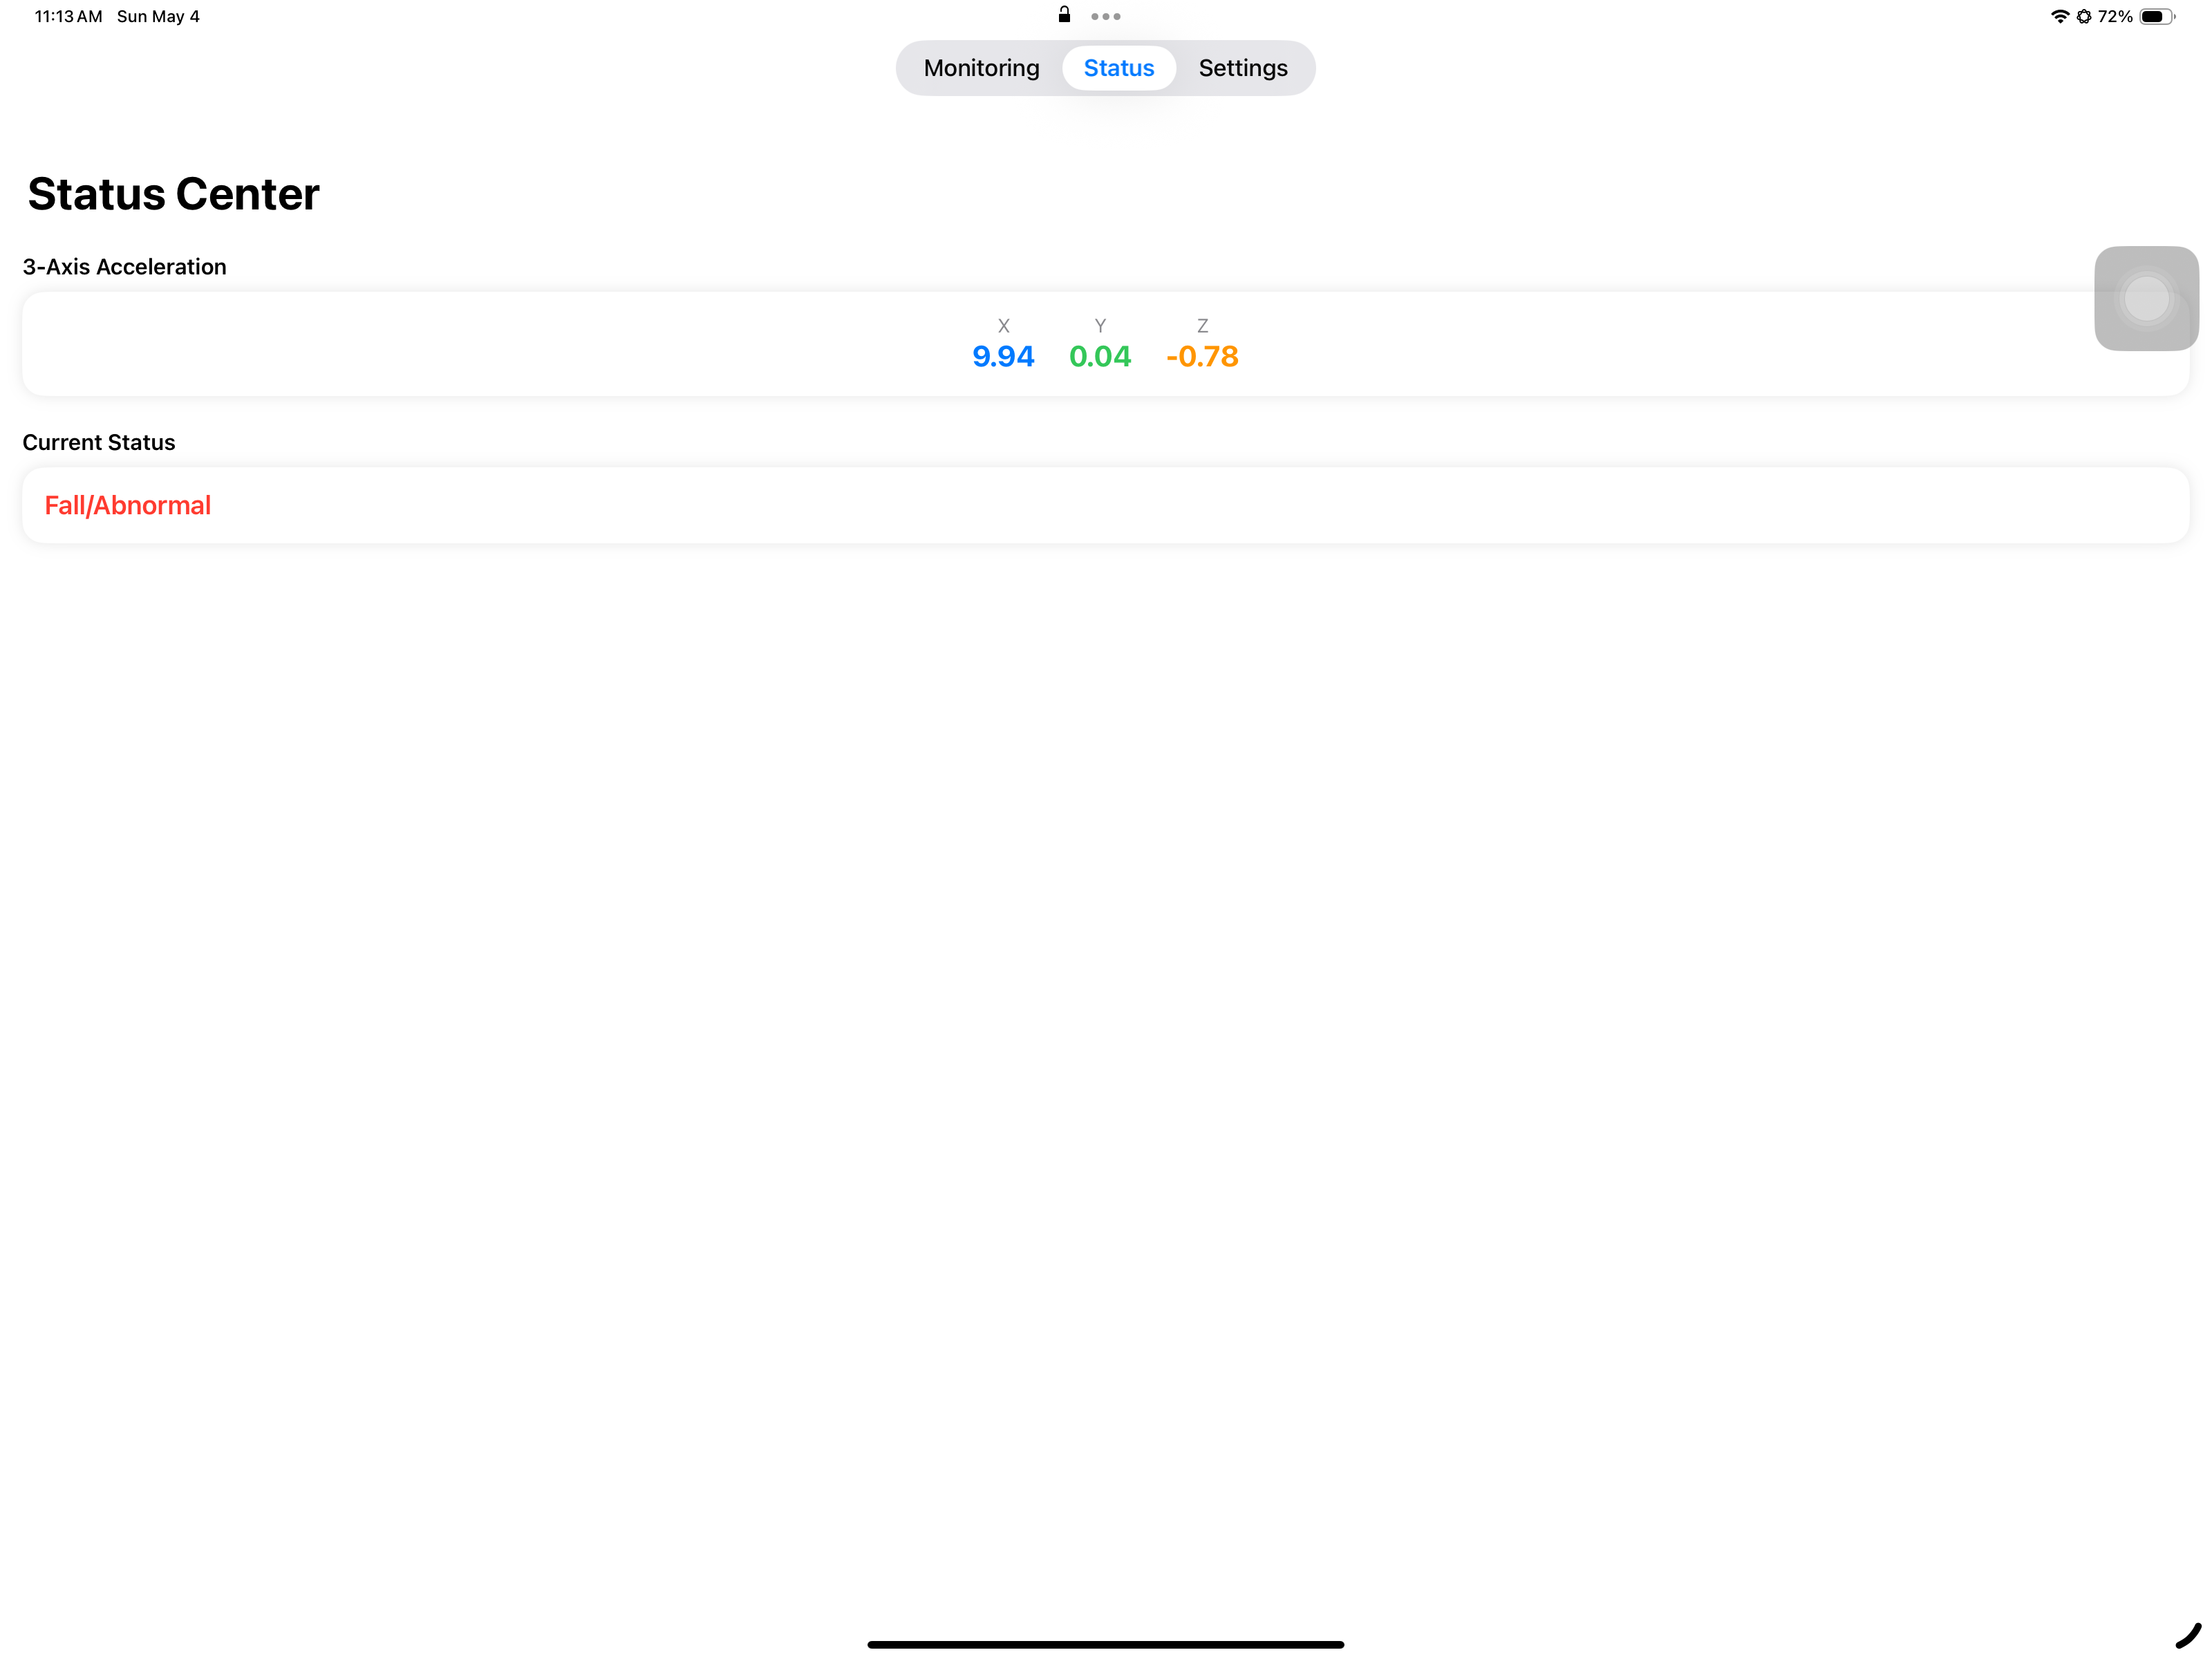 11:13 AM Sun May 4
72%
Monitoring Status Settings
Status Center
3-Axis Acceleration
X Y Z
9.94 0.04 -0.78
Current Status
Fall/Abnormal